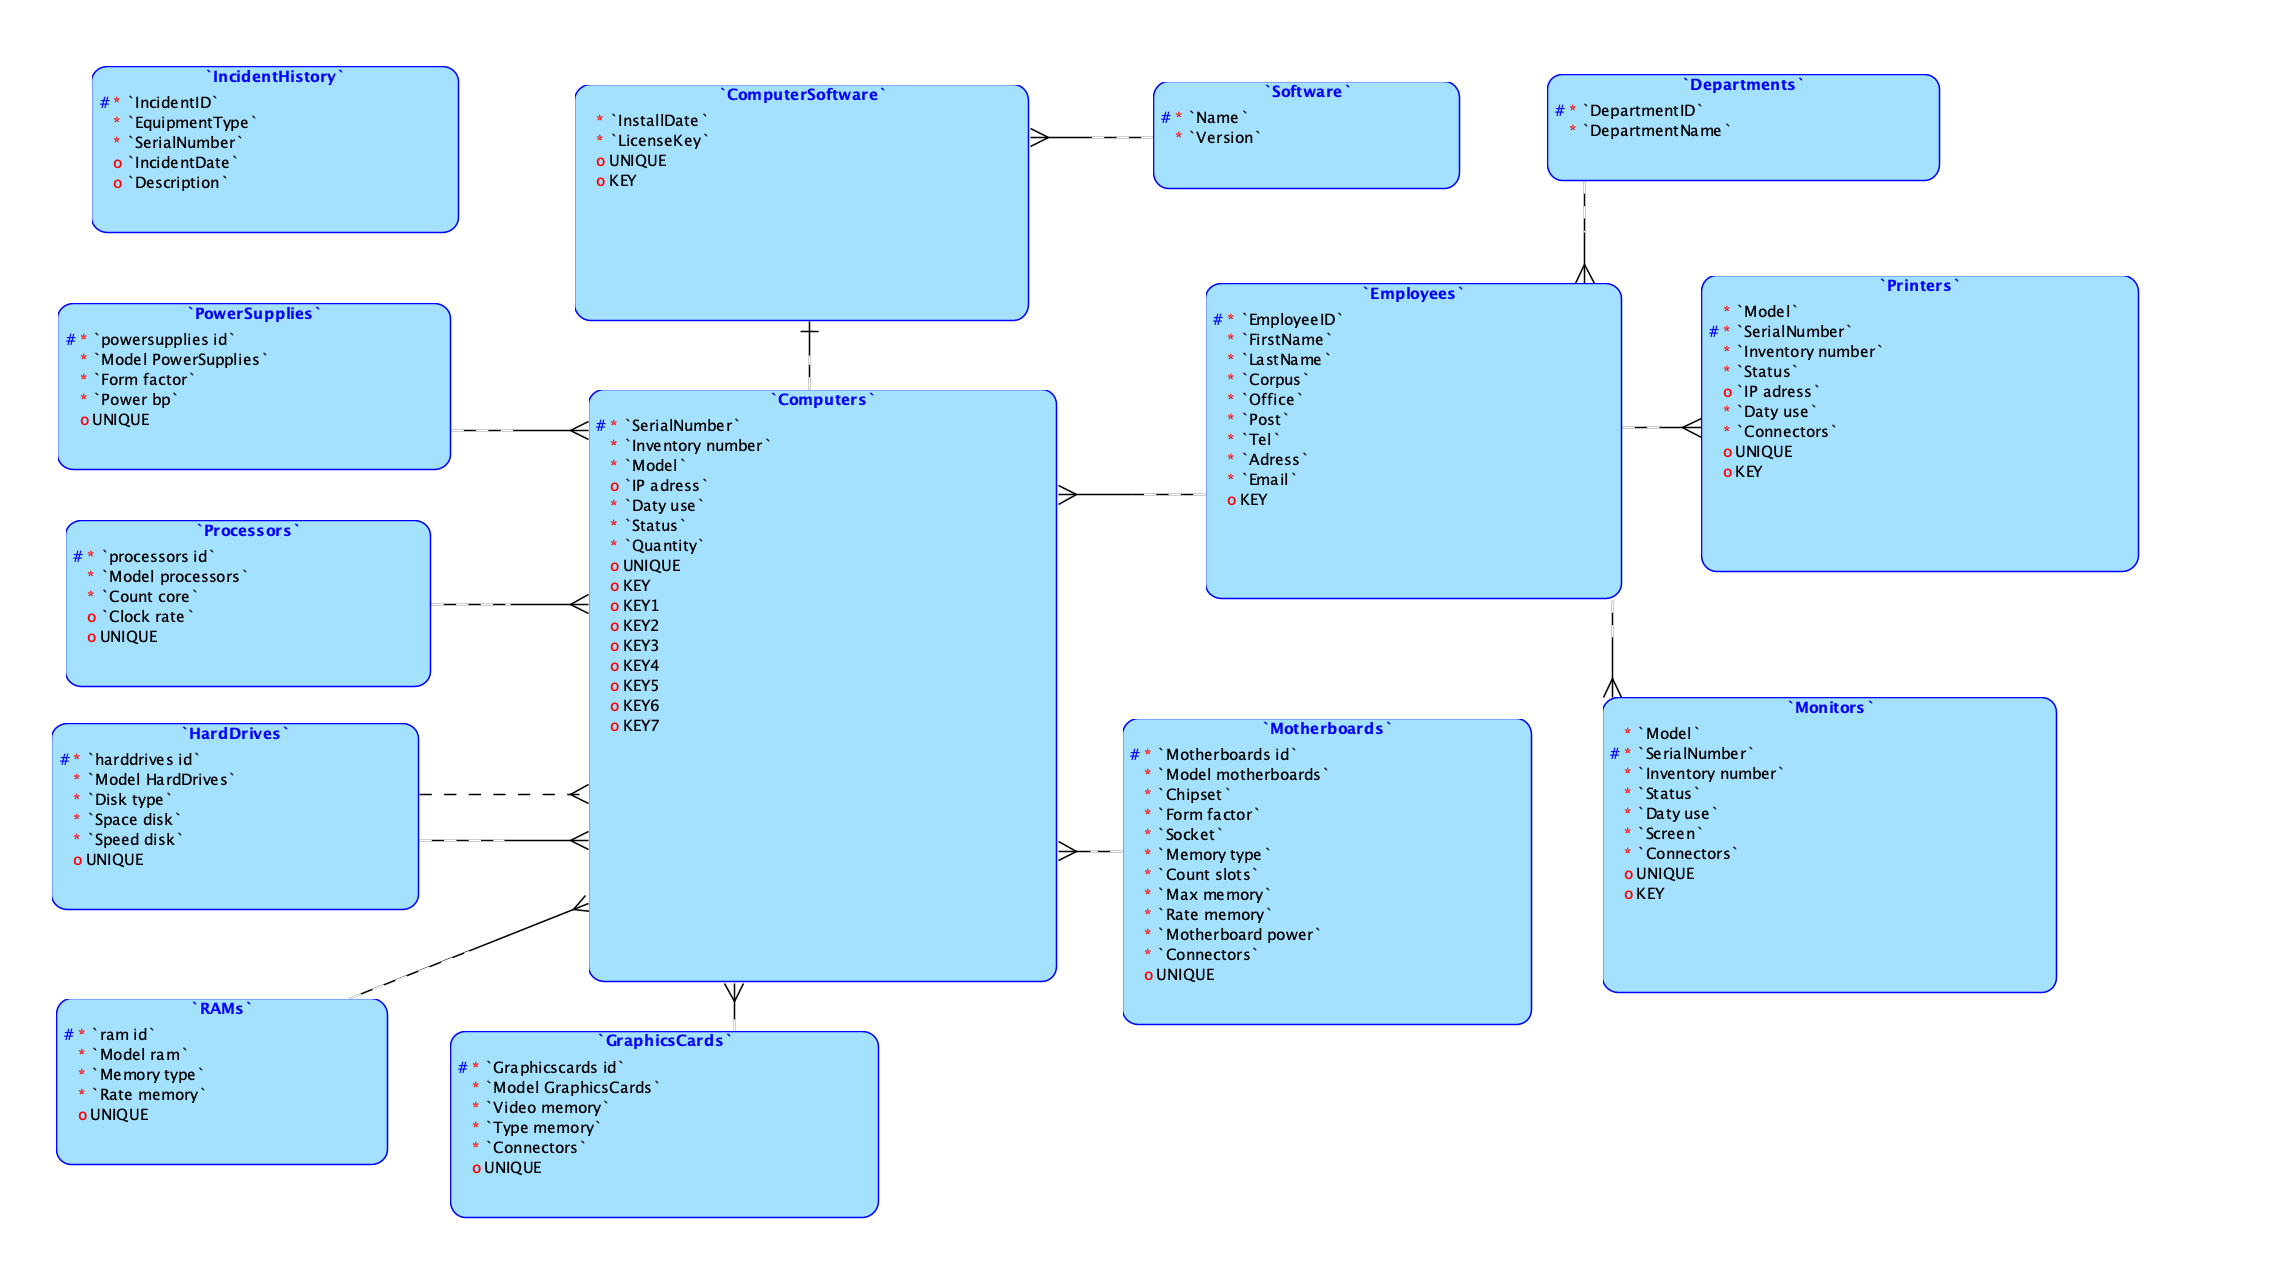 `IncidentHistory`
#* `IncidentID`
* `EquipmentType`
* `SerialNumber`
o `IncidentDate`
o `Description`
`ComputerSoftware`
* `InstallDate`
* `LicenseKey`
o UNIQUE
o KEY
`Software`
#* `Name`
* `Version`
`Departments`
#* `DepartmentID`
* `DepartmentName`
`PowerSupplies`
#* `powersupplies id`
* `Model PowerSupplies`
* `Form factor`
* `Power bp`
o UNIQUE
`Employees`
#* `EmployeeID`
* `FirstName`
* `LastName`
* `Corpus`
* `Office`
* `Post`
* `Tel`
* `Adress`
* `Email`
o KEY
`Printers`
* `Model`
#* `SerialNumber`
* `Inventory number`
* `Status`
o `IP adress`
* `Daty use`
* `Connectors`
o UNIQUE
o KEY
`Computers`
#* `SerialNumber`
* `Inventory number`
* `Model`
o `IP adress`
* `Daty use`
* `Status`
* `Quantity`
o UNIQUE
o KEY
o KEY1
o KEY2
o KEY3
o KEY4
o KEY5
o KEY6
o KEY7
`Processors`
#* `processors id`
* `Model processors`
* `Count core`
o `Clock rate`
o UNIQUE
`HardDrives`
#* `harddrives id`
* `Model HardDrives`
* `Disk type`
* `Space disk`
* `Speed disk`
o UNIQUE
`Motherboards`
#* `Motherboards id`
* `Model motherboards`
* `Chipset`
* `Form factor`
* `Socket`
* `Memory type`
* `Count slots`
* `Max memory`
* `Rate memory`
* `Motherboard power`
* `Connectors`
o UNIQUE
`Monitors`
* `Model`
#* `SerialNumber`
* `Inventory number`
* `Status`
* `Daty use`
* `Screen`
* `Connectors`
o UNIQUE
o KEY
`RAMs`
#* `ram id`
* `Model ram`
* `Memory type`
* `Rate memory`
o UNIQUE
`GraphicsCards`
#* `Graphicscards id`
* `Model GraphicsCards`
* `Video memory`
* `Type memory`
* `Connectors`
o UNIQUE